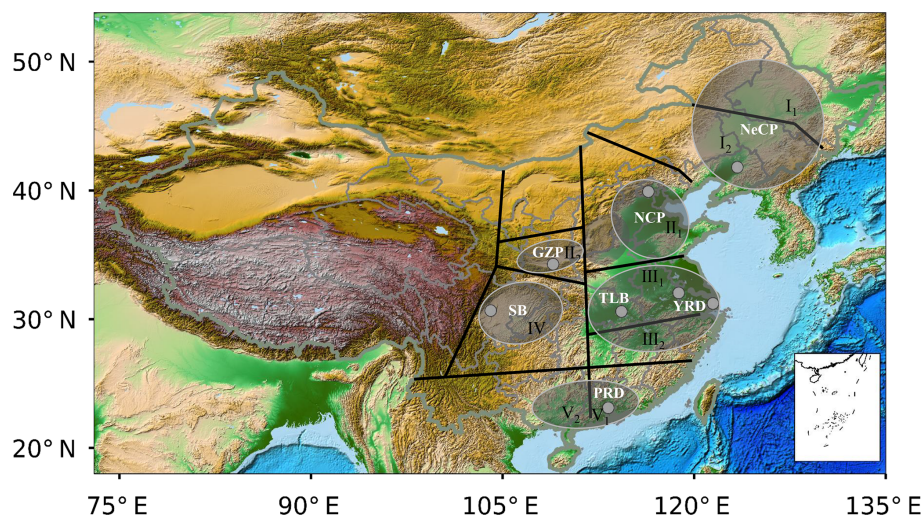 50° N
40° N
30° N
20° N
75° E
90° E
105° E
120° E
135° E
I₁
NeCP
I₂
NCP
II₁
GZP
II₂
III₁
TLB
YRD
SB
IV
III₂
PRD
V₂
V₁